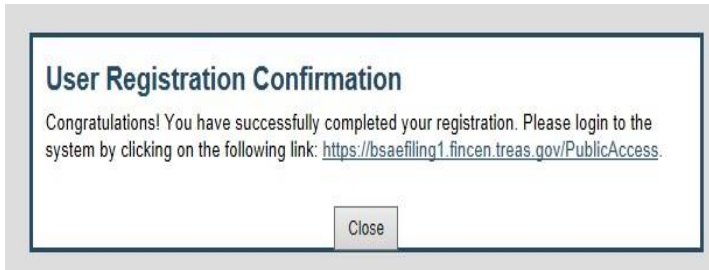 User Registration Confirmation
Congratulations! You have successfully completed your registration. Please login to the
system by clicking on the following link: https://bsaefiling1.fincen.treas.gov/PublicAccess.
Close